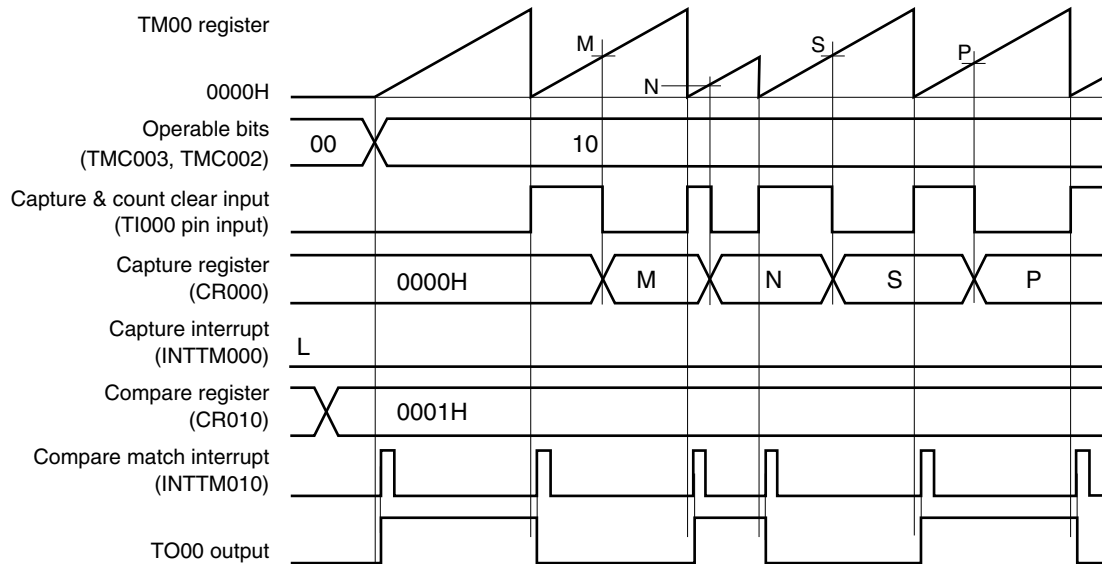 TM00 register
M
S
P
N
0000H
Operable bits
(TMC003, TMC002)
00
10
Capture & count clear input
(TI000 pin input)
Capture register
(CR000)
0000H
M
N
S
P
Capture interrupt
(INTTM000)
L
Compare register
(CR010)
0001H
Compare match interrupt
(INTTM010)
TO00 output